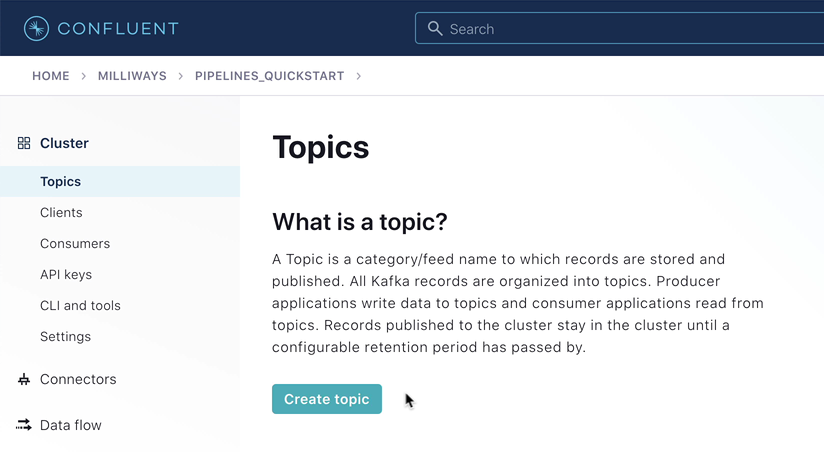 CONFLUENT
Search
HOME > MILLIWAYS > PIPELINES_QUICKSTART >
Cluster
Topics
Clients
Consumers
API keys
CLI and tools
Settings
Connectors
Data flow
Topics
What is a topic?
A Topic is a category/feed name to which records are stored and
published. All Kafka records are organized into topics. Producer
applications write data to topics and consumer applications read from
topics. Records published to the cluster stay in the cluster until a
configurable retention period has passed by.
Create topic